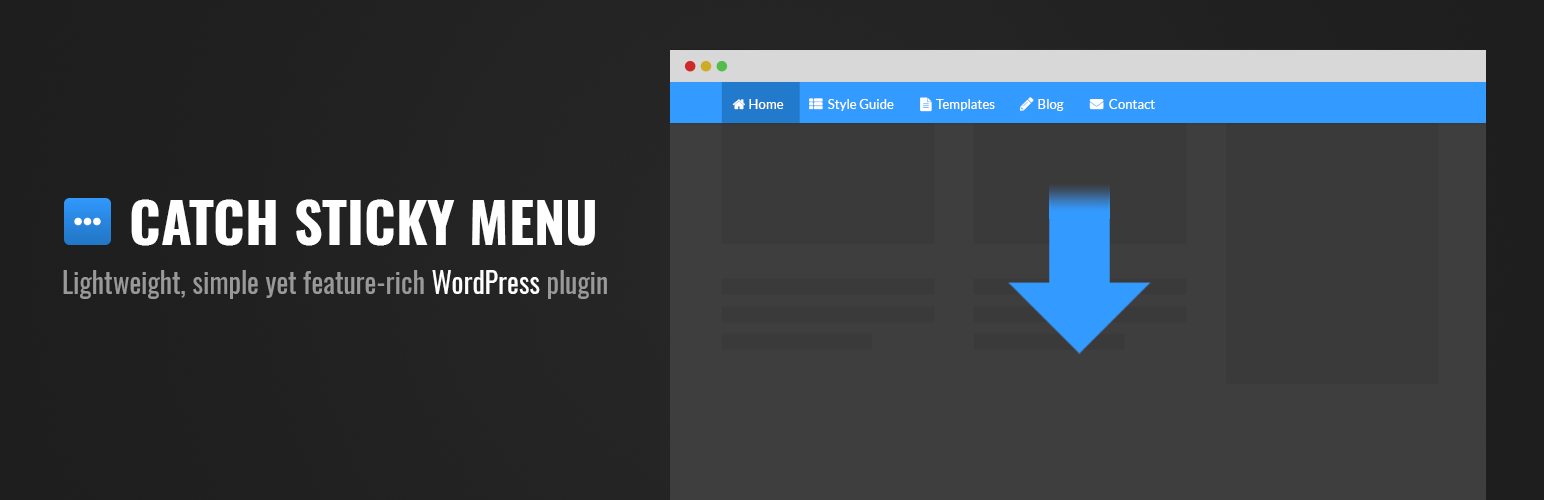 Home Style Guide Templates Blog Contact
CATCH STICKY MENU
Lightweight, simple yet feature-rich WordPress plugin